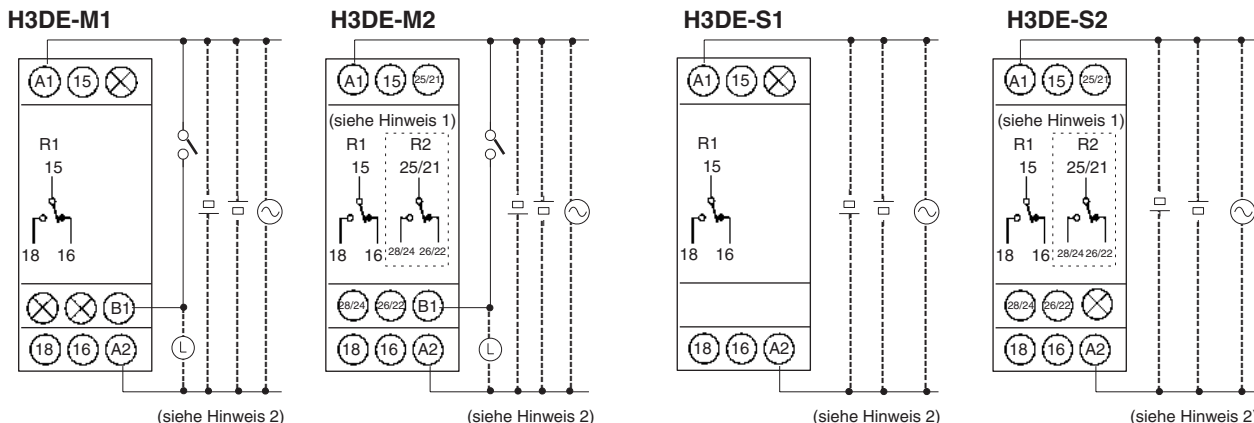 H3DE-M1 H3DE-M2 H3DE-S1 H3DE-S2
A1 15 A1 15 25/21 A1 15 A1 15 25/21
(siehe Hinweis 1) (siehe Hinweis 1)
R1 R1 R2 R1 R1 R2
15 15 25/21 15 15 25/21
18 16 18 16 28/24 26/22 18 16 18 16 28/24 26/22
B1 28/24 26/22 B1 28/24 26/22
18 16 A2 L 18 16 A2 L 18 16 A2 18 16 A2
(siehe Hinweis 2) (siehe Hinweis 2) (siehe Hinweis 2) (siehe Hinweis 2)